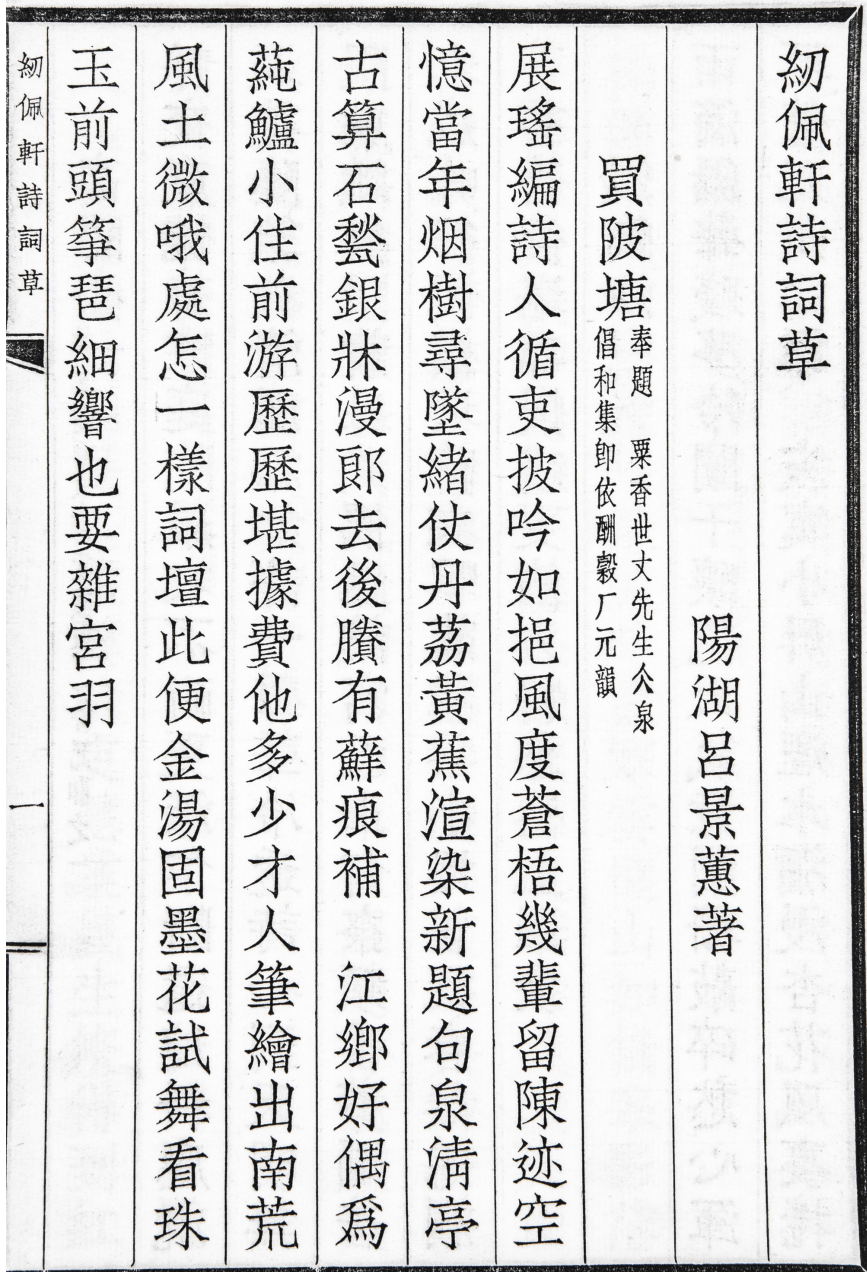 紉佩軒詩詞草
陽湖呂景蕙著
買陂塘奉題 粟香世丈先生仌泉
倡和集卽依酬縠厂元韻
展瑤編詩人循吏披吟如挹風度蒼梧幾輩留陳迹空
憶當年烟樹尋墜緒仗丹荔黃蕉渲染新題句泉淸亭
古算石甃銀牀漫郞去後賸有蘚痕補 江鄉好偶爲
蒓鱸小住前游歷歷堪據費他多少才人筆繪出南荒
風土微哦處怎一樣詞壇此便金湯固墨花試舞看珠
玉前頭筝琶細響也要雜宮羽
紉佩軒詩詞草
一